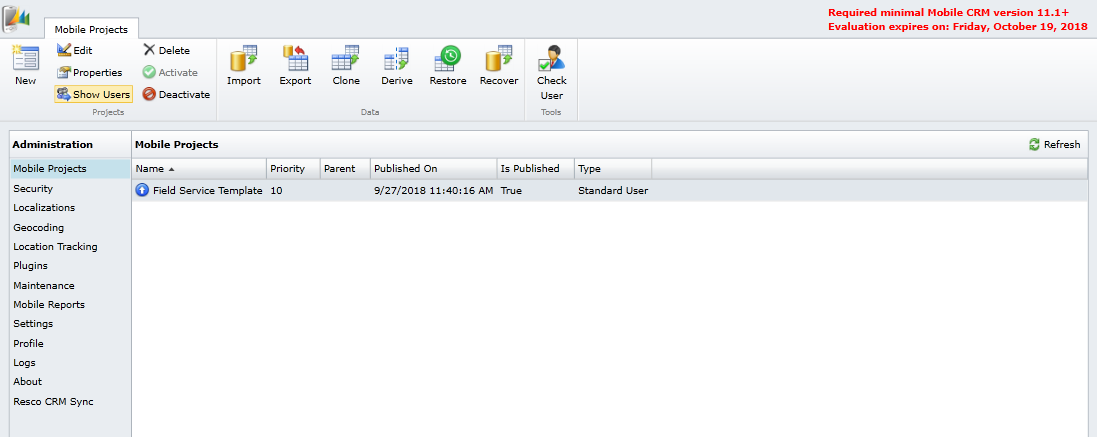 Required minimal Mobile CRM version 11.1+
Evaluation expires on: Friday, October 19, 2018
Mobile Projects
New
Edit
Properties
Show Users
Delete
Activate
Deactivate
Projects
Import
Export
Clone
Derive
Restore
Recover
Data
Check
User
Tools
Administration
Mobile Projects
Security
Localizations
Geocoding
Location Tracking
Plugins
Maintenance
Mobile Reports
Settings
Profile
Logs
About
Resco CRM Sync
Mobile Projects
Refresh
Name Priority Parent Published On Is Published Type
Field Service Template 10 9/27/2018 11:40:16 AM True Standard User